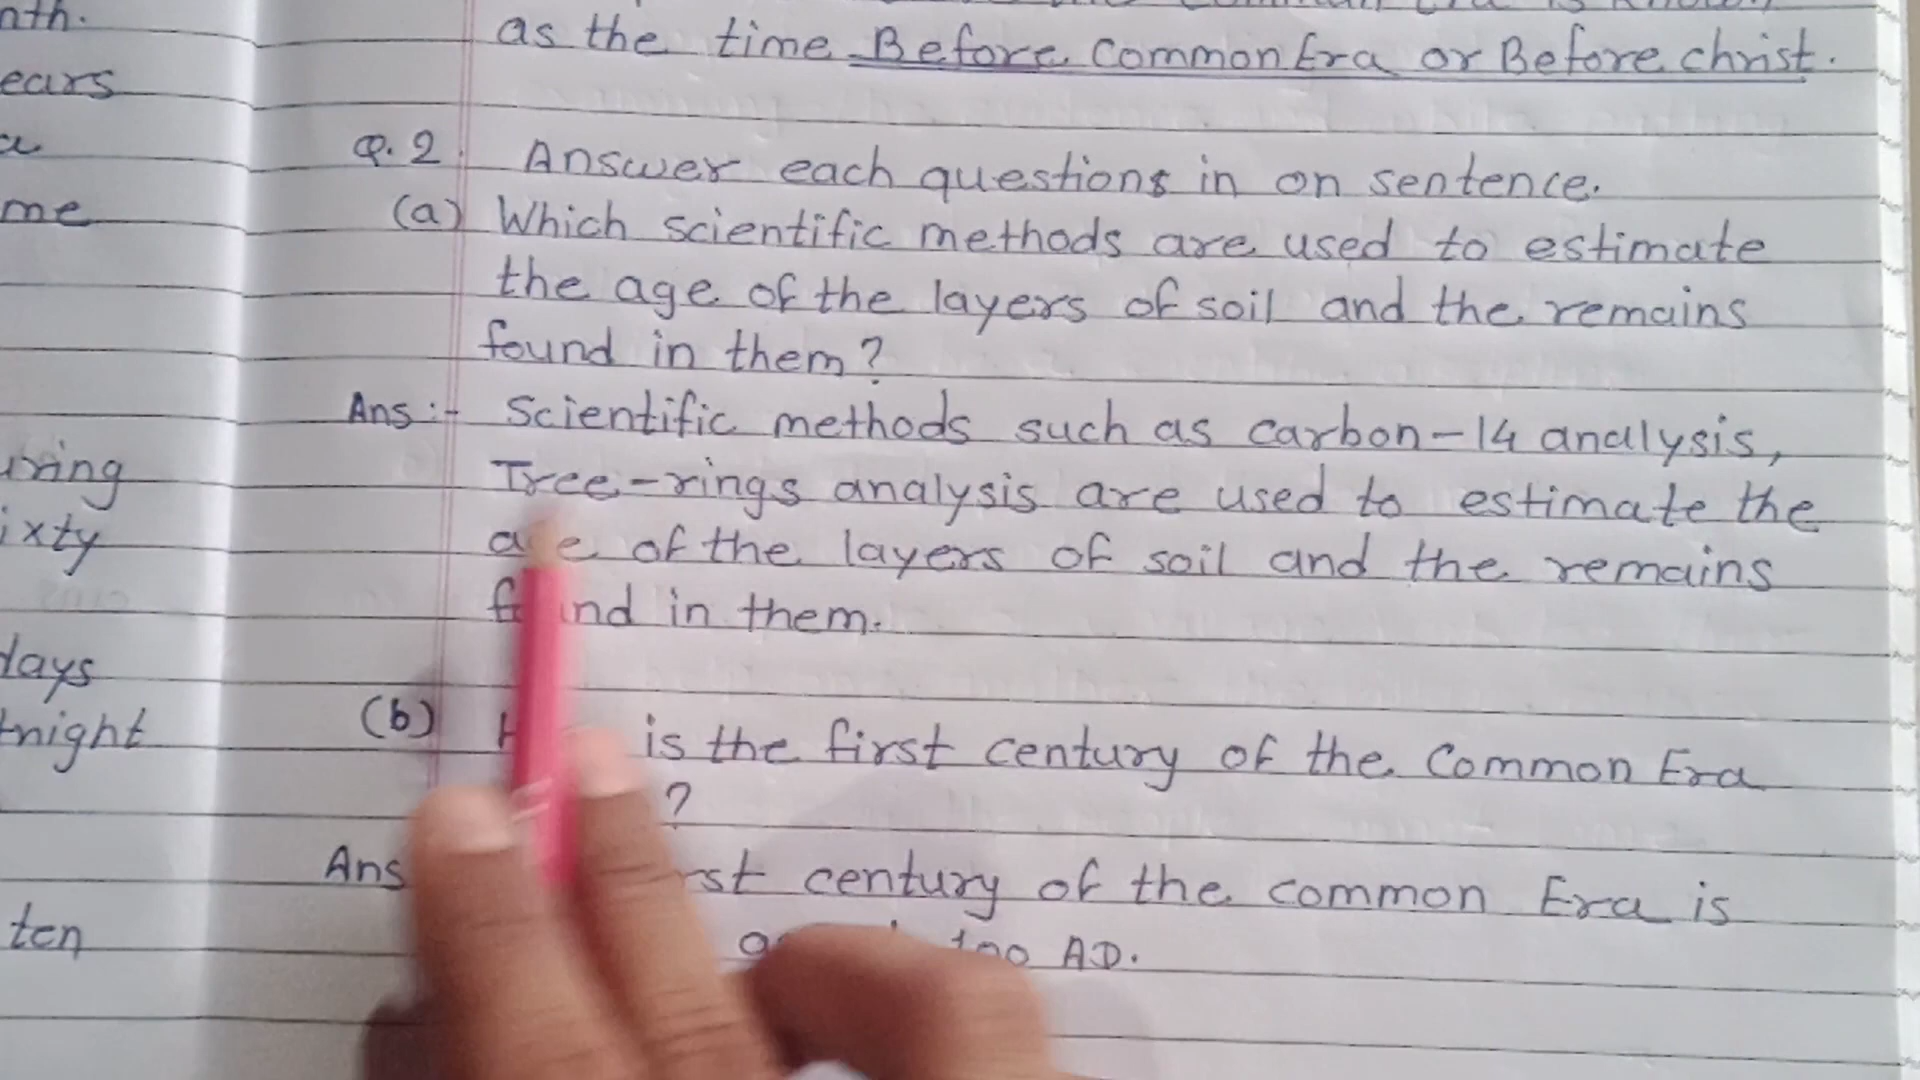 nth.
ears
a
me
uring
ixty
days
tnight
ten
as the time Before Common Era or Before christ.
Q.2. Answer each questions in on sentence.
(a) Which scientific methods are used to estimate
the age of the layers of soil and the remains
found in them?
Ans :- Scientific methods such as carbon-14 analysis,
Tree-rings analysis are used to estimate the
of the layers of soil and the remains
in them.
(b) is the first century of the Common Era
?
Ans century of the common Era is
100 AD.